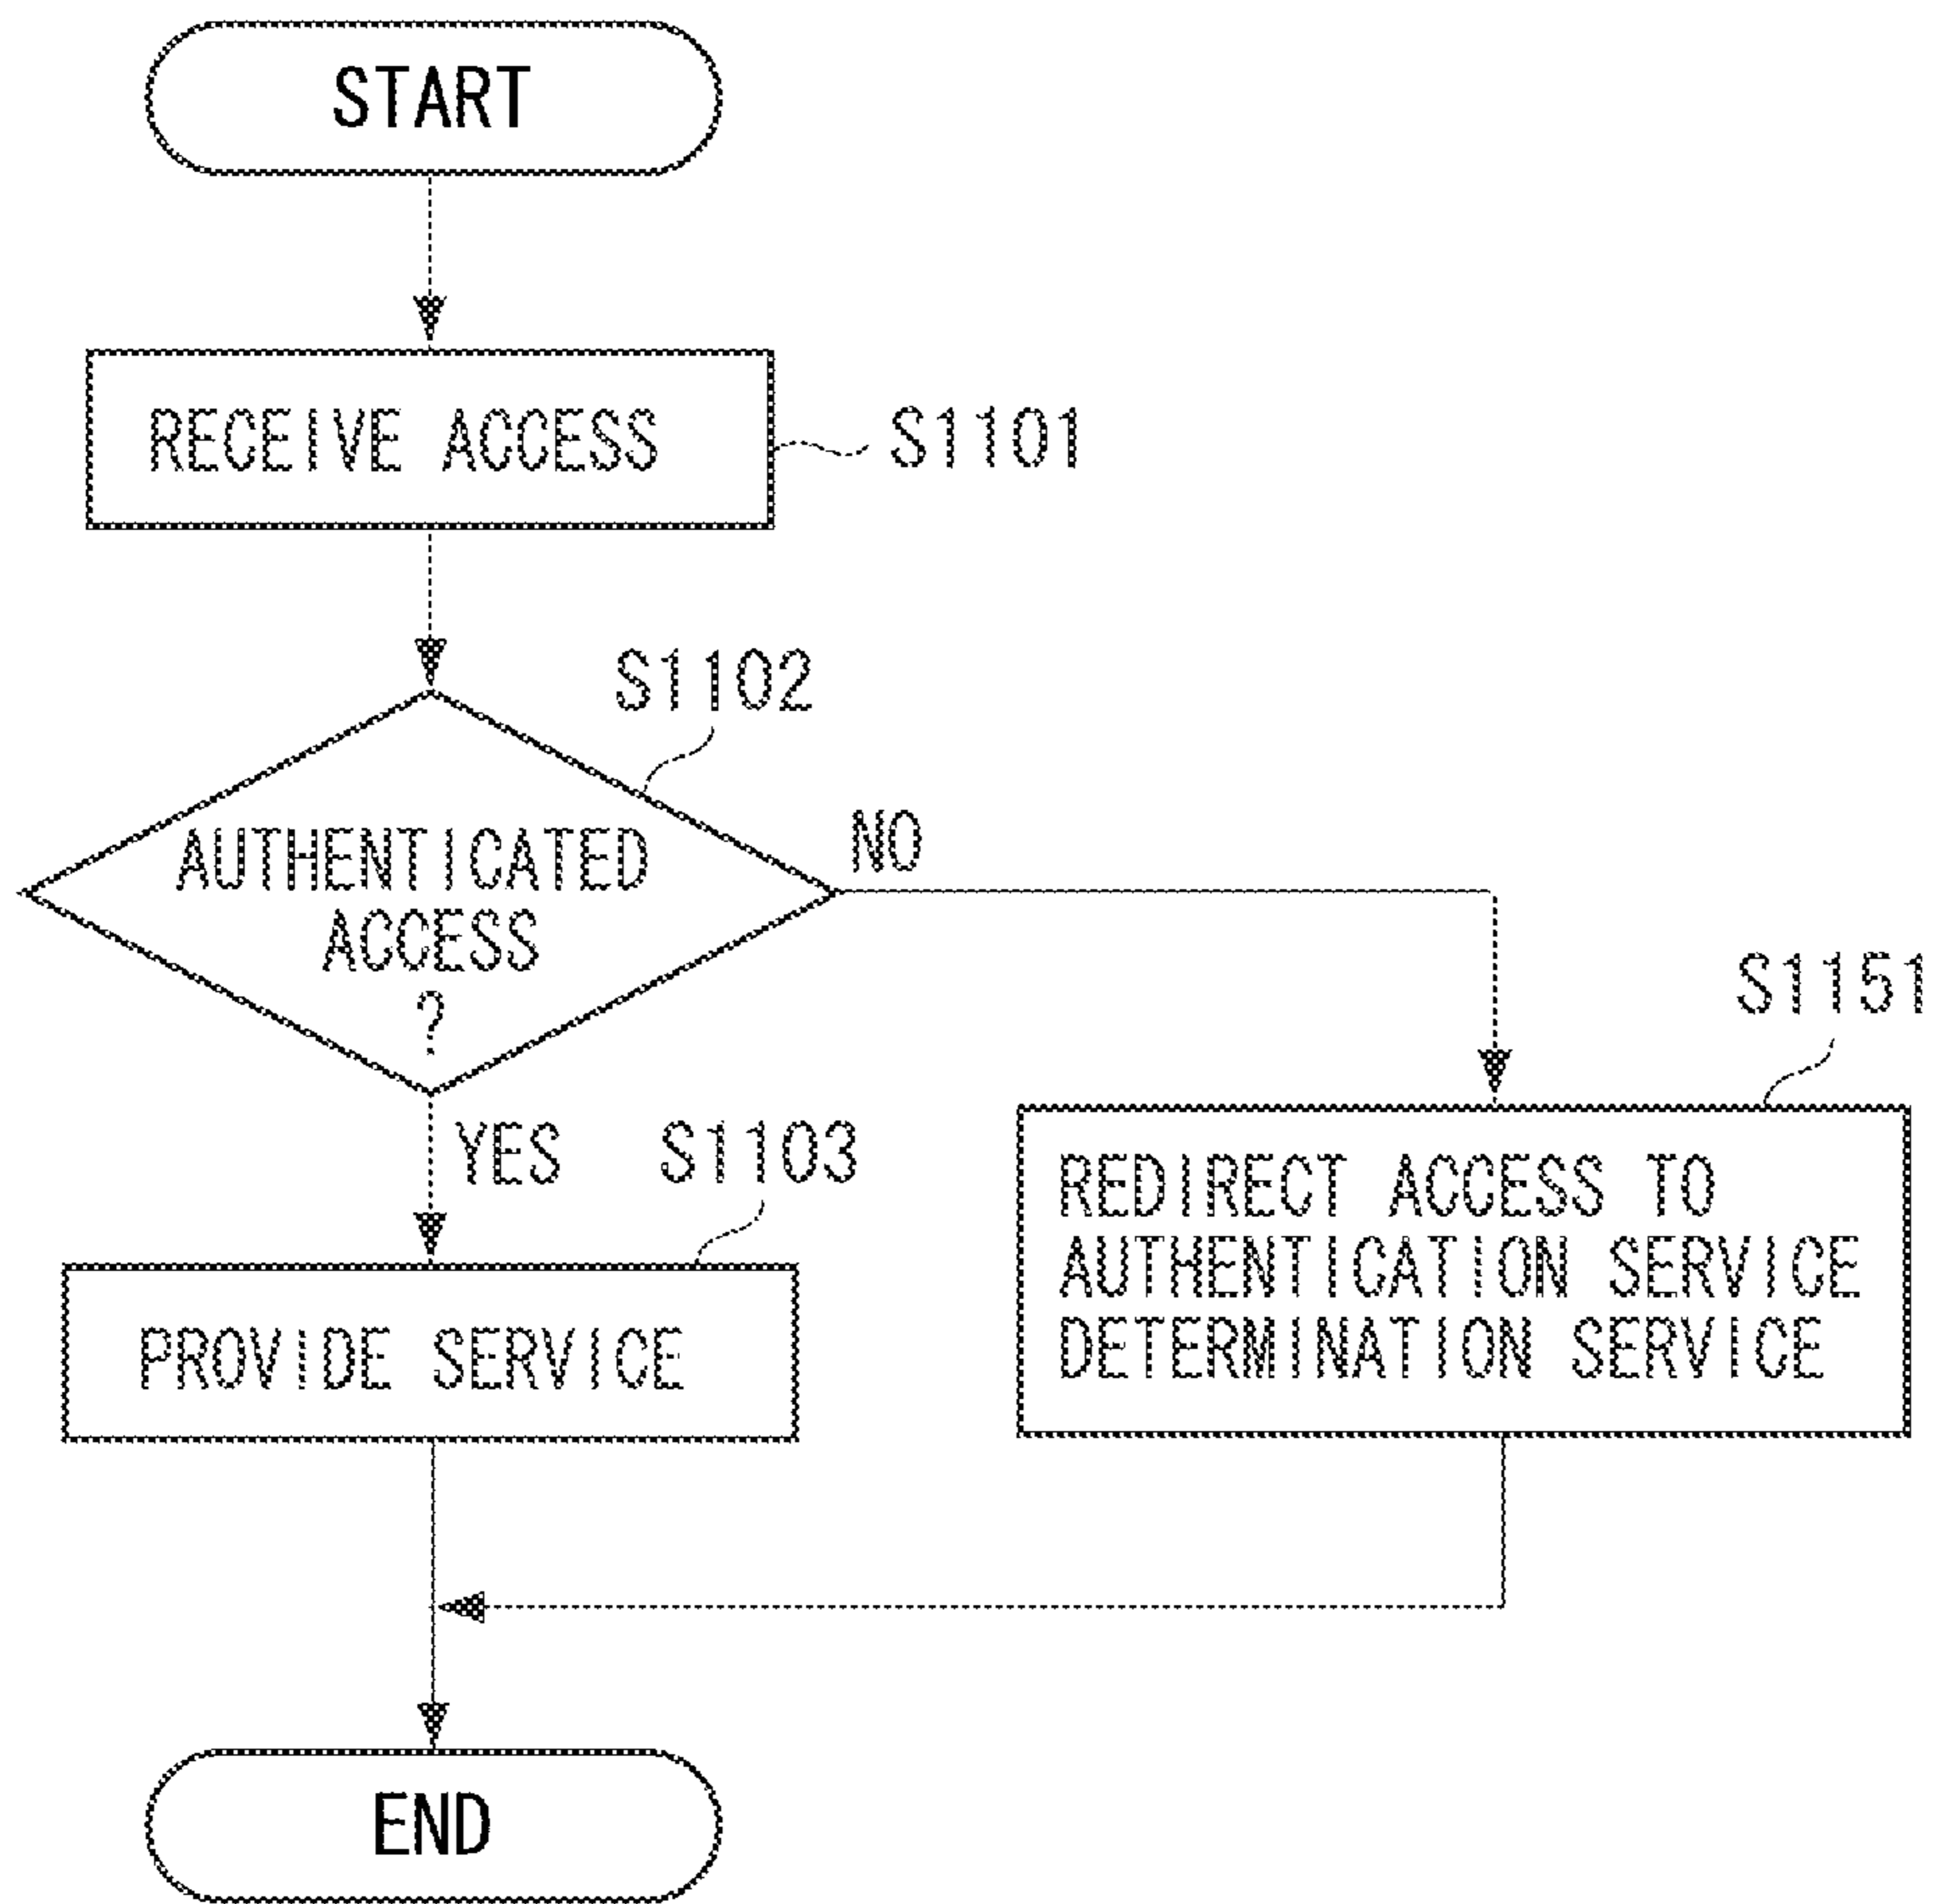 START
RECEIVE ACCESS
S1101
S1102
AUTHENTICATED
ACCESS
?
NO
YES
S1103
PROVIDE SERVICE
S1151
REDIRECT ACCESS TO
AUTHENTICATION SERVICE
DETERMINATION SERVICE
END